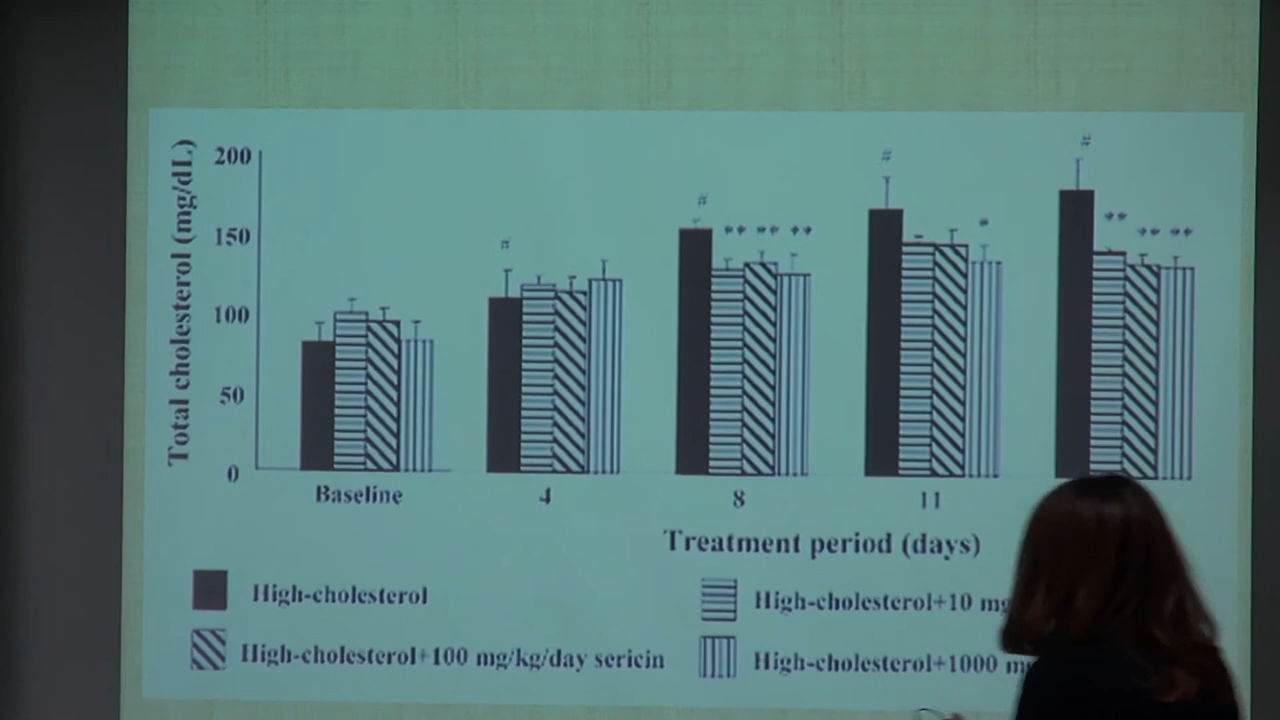 Total cholesterol (mg/dL)
200
150
100
50
0
#
#
** ** **
#
*
#
** ** **
Baseline 4 8 11
Treatment period (days)
High-cholesterol
High-cholesterol+10
High-cholesterol+100 mg/kg/day sericin
High-cholesterol+1000